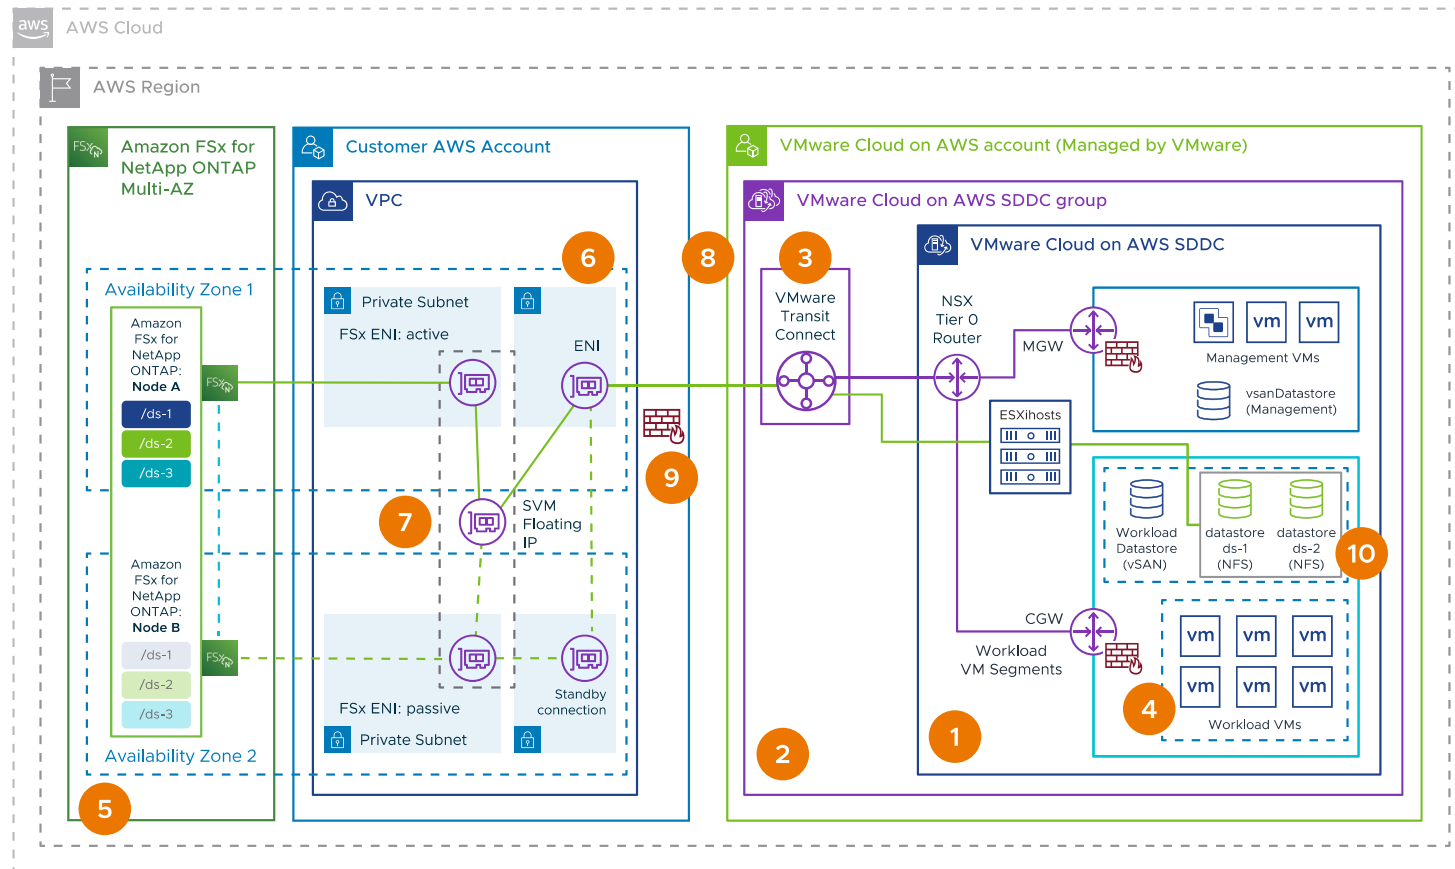 aws
AWS Cloud
AWS Region
FSx
Amazon FSx for
NetApp ONTAP
Multi-AZ
Customer AWS Account
VPC
VMware Cloud on AWS account (Managed by VMware)
VMware Cloud on AWS SDDC group
VMware Cloud on AWS SDDC
6
8
3
Availability Zone 1
Private Subnet
FSx ENI: active
ENI
Amazon
FSx for
NetApp
ONTAP:
Node A
FSx
/ds-1
/ds-2
/ds-3
VMware
Transit
Connect
NSX
Tier 0
Router
MGW
vm
vm
Management VMs
vsanDatastore
(Management)
ESXihosts
9
7
SVM
Floating
IP
Workload
Datastore
(vSAN)
datastore
ds-1
(NFS)
datastore
ds-2
(NFS)
10
Amazon
FSx for
NetApp
ONTAP:
Node B
FSx
/ds-1
/ds-2
/ds-3
FSx ENI: passive
Private Subnet
Standby
connection
CGW
Workload
VM Segments
vm
vm
vm
vm
vm
vm
4
Workload VMs
Availability Zone 2
5
2
1